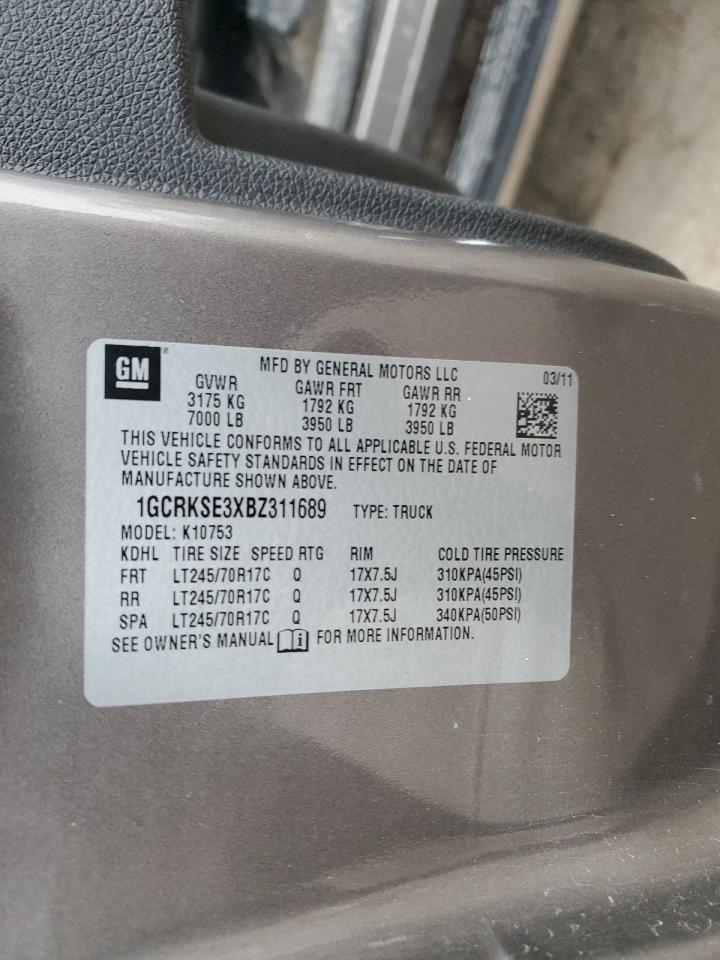 GM
MFD BY GENERAL MOTORS LLC
03/11
GVWR GAWR FRT GAWR RR
3175 KG 1792 KG 1792 KG
7000 LB 3950 LB 3950 LB
THIS VEHICLE CONFORMS TO ALL APPLICABLE U.S. FEDERAL MOTOR
VEHICLE SAFETY STANDARDS IN EFFECT ON THE DATE OF
MANUFACTURE SHOWN ABOVE.
1GCRKSE3XBZ311689 TYPE: TRUCK
MODEL: K10753
KDHL TIRE SIZE SPEED RTG RIM COLD TIRE PRESSURE
FRT LT245/70R17C Q 17X7.5J 310KPA(45PSI)
RR LT245/70R17C Q 17X7.5J 310KPA(45PSI)
SPA LT245/70R17C Q 17X7.5J 340KPA(50PSI)
SEE OWNER'S MANUAL i FOR MORE INFORMATION.